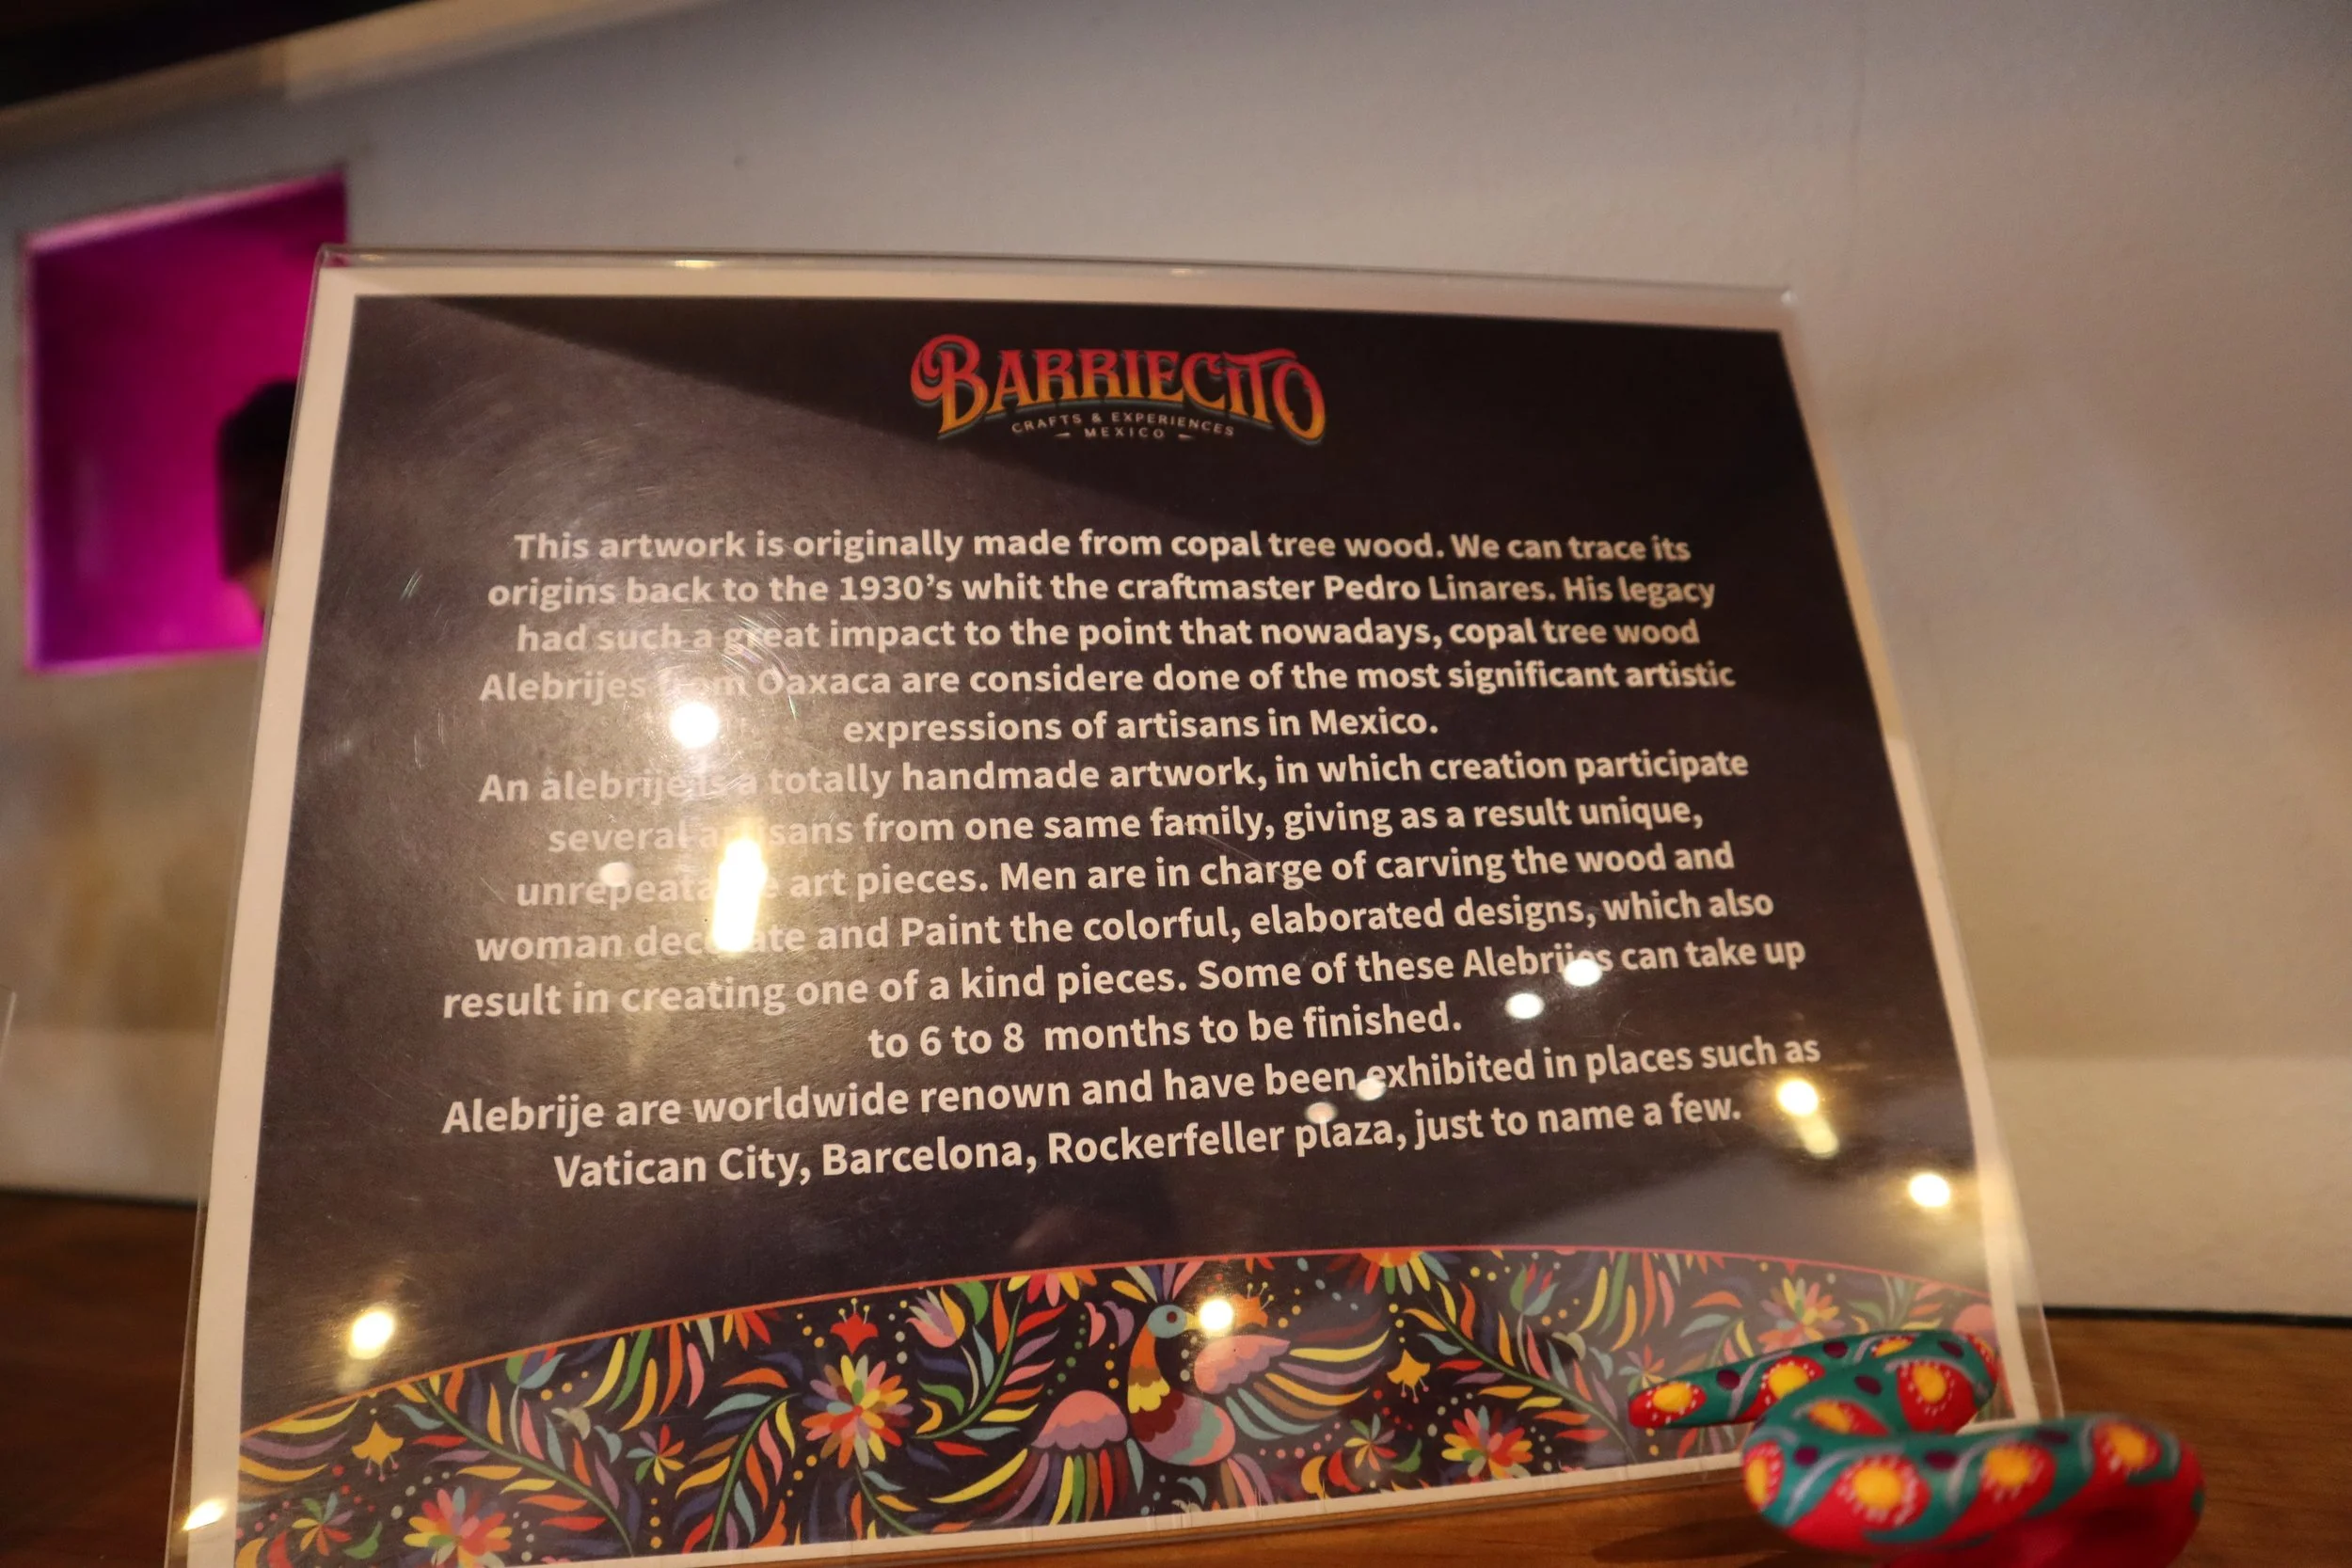 BARRIECITO
CRAFTS & EXPERIENCES
MEXICO
This artwork is originally made from copal tree wood. We can trace its
origins back to the 1930's whit the craftmaster Pedro Linares. His legacy
had such a great impact to the point that nowadays, copal tree wood
Alebrijes from Oaxaca are considere done of the most significant artistic
expressions of artisans in Mexico.
An alebrije is a totally handmade artwork, in which creation participate
several artisans from one same family, giving as a result unique,
unrepeatable art pieces. Men are in charge of carving the wood and
woman decorate and Paint the colorful, elaborated designs, which also
result in creating one of a kind pieces. Some of these Alebrijes can take up
to 6 to 8 months to be finished.
Alebrije are worldwide renown and have been exhibited in places such as
Vatican City, Barcelona, Rockerfeller plaza, just to name a few.